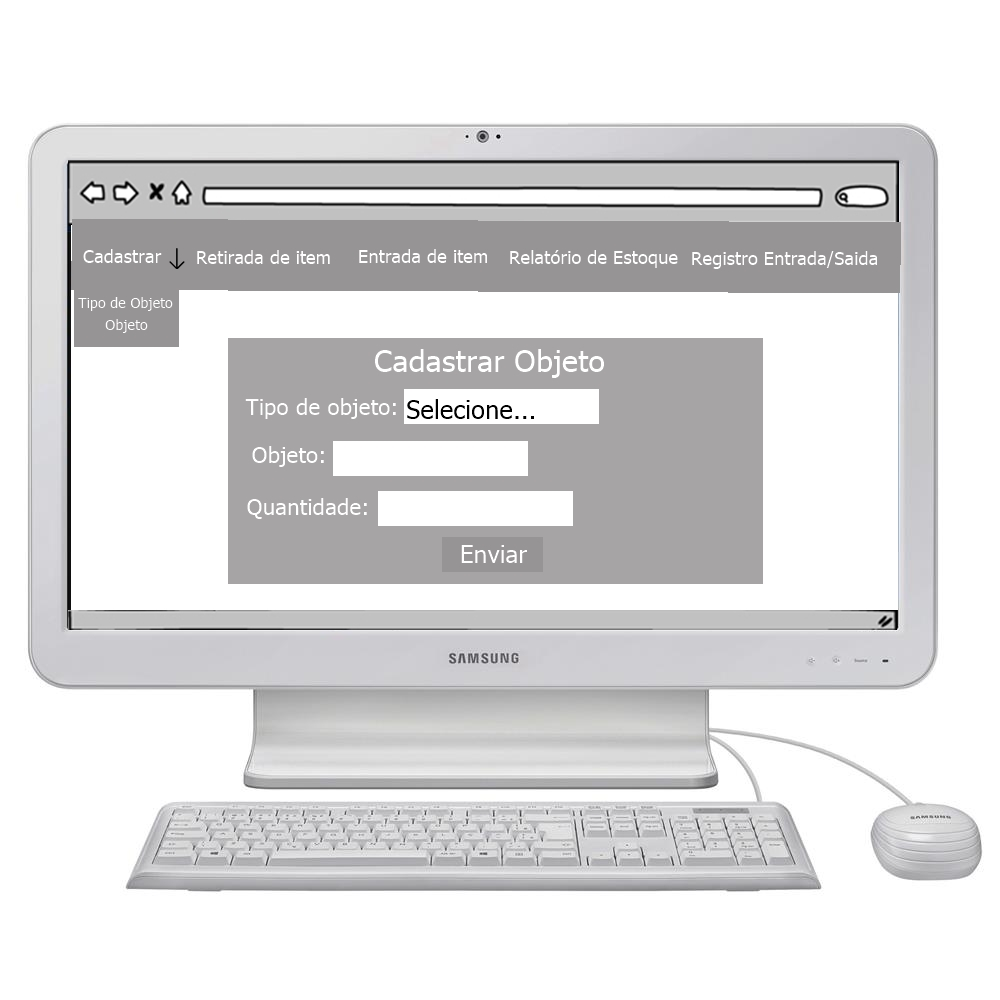 Cadastrar ↓ Retirada de item Entrada de item Relatório de Estoque Registro Entrada/Saida
Tipo de Objeto
Objeto
Cadastrar Objeto
Tipo de objeto: Selecione...
Objeto:
Quantidade:
Enviar
SAMSUNG
SAMSUNG